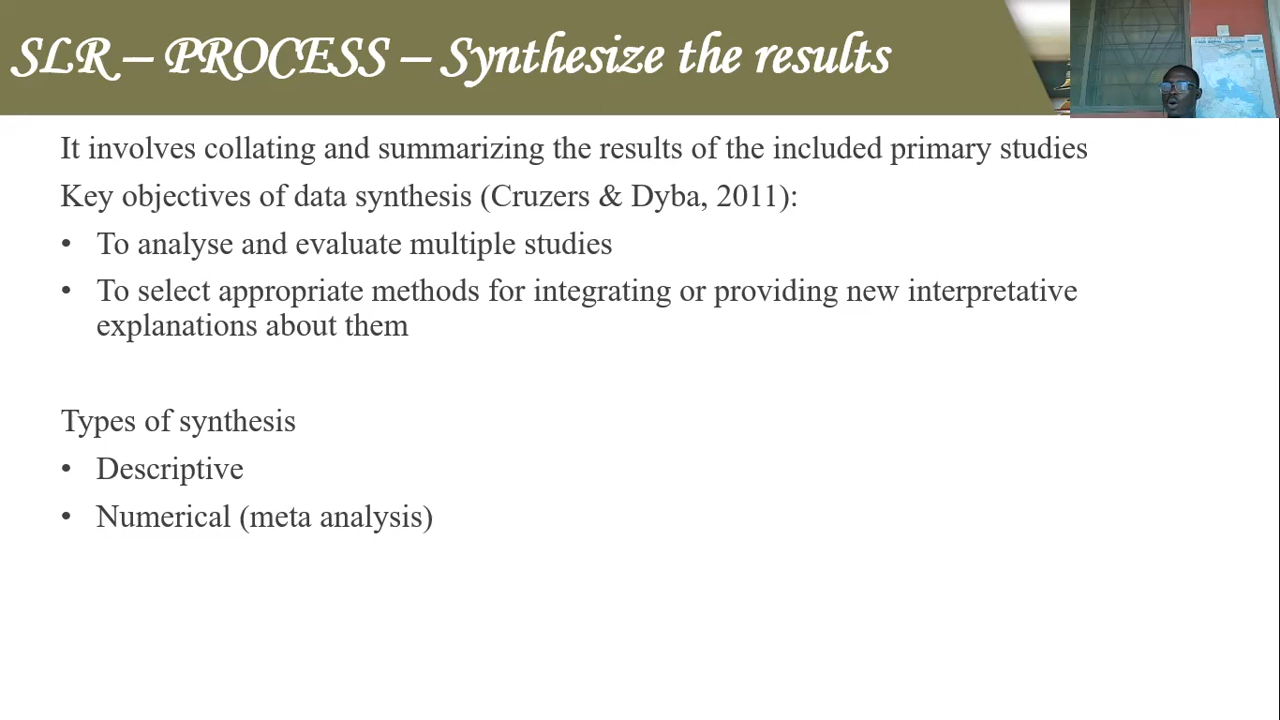 SLR – PROCESS – Synthesize the results
It involves collating and summarizing the results of the included primary studies
Key objectives of data synthesis (Cruzers & Dyba, 2011):
• To analyse and evaluate multiple studies
• To select appropriate methods for integrating or providing new interpretative
explanations about them
Types of synthesis
• Descriptive
• Numerical (meta analysis)